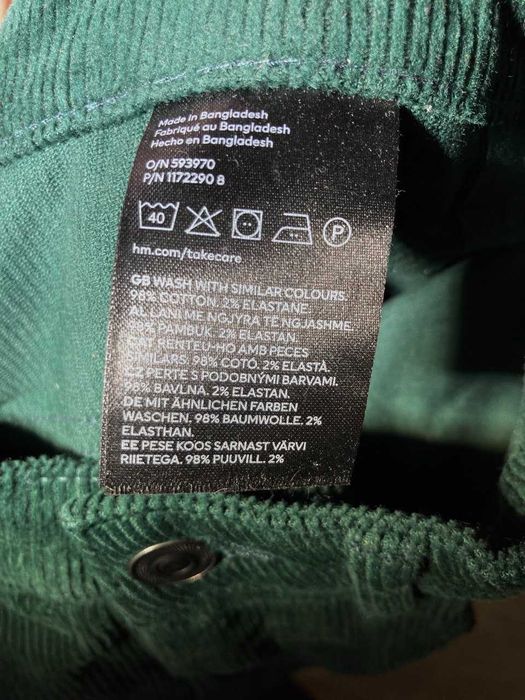 Made in Bangladesh
Fabriqué au Bangladesh
Hecho en Bangladesh
O/N 593970
P/N 1172290 8
40
P
hm.com/takecare
GB WASH WITH SIMILAR COLOURS.
98% COTTON. 2% ELASTANE.
AL LANI ME NGJYRA TË NGJASHME.
98% PAMBUK. 2% ELASTAN.
CAT RENTEU-HO AMB PECES
SIMILARS. 98% COTÓ. 2% ELASTÀ.
CZ PERTE S PODOBNÝMI BARVAMI.
98% BAVLNA. 2% ELASTAN.
DE MIT ÄHNLICHEN FARBEN
WASCHEN. 98% BAUMWOLLE. 2%
ELASTHAN.
EE PESE KOOS SARNAST VÄRVI
RIIETEGA. 98% PUUVILL. 2%